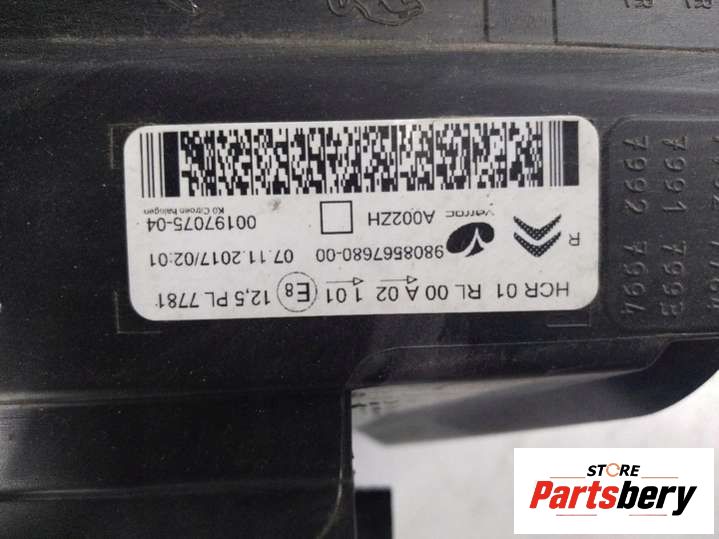 HCR 01 RL 00 A 02 1 01 E8 12,5 PL 7781
9808567680-00 07.11.2017/02:01
R varroc A002ZH 00197075-04
K0 Citroen halogen
7991 7993
7992 7994
STORE
Partsbery